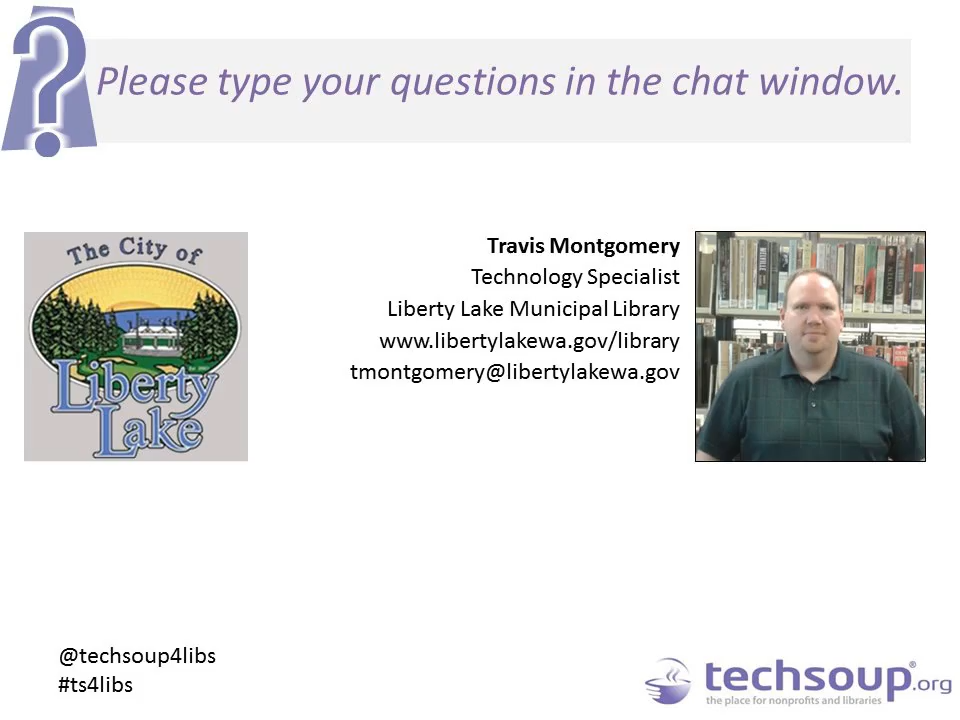 Please type your questions in the chat window.
The City of
Liberty
Lake
Travis Montgomery
Technology Specialist
Liberty Lake Municipal Library
www.libertylakewa.gov/library
tmontgomery@libertylakewa.gov
@techsoup4libs
#ts4libs
techsoup®.org
the place for nonprofits and libraries